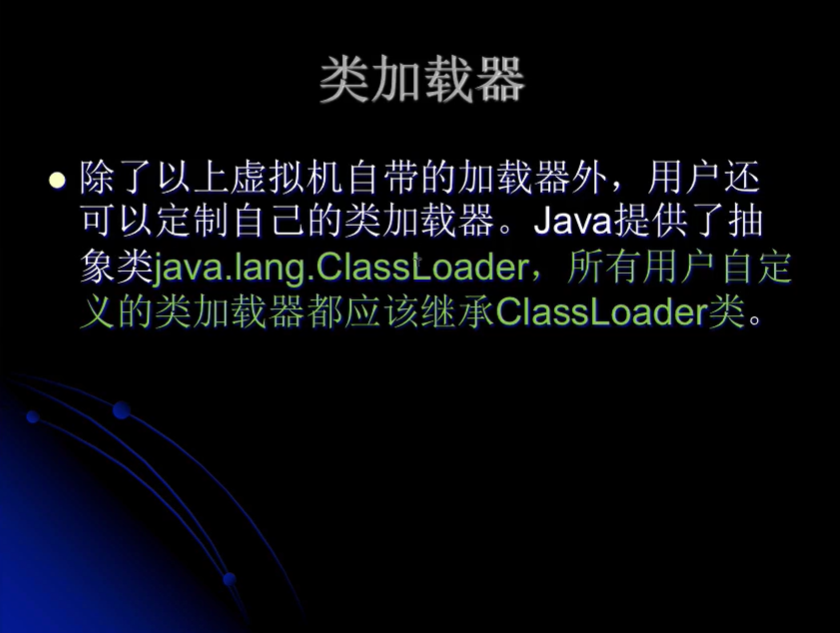 类加载器
除了以上虚拟机自带的加载器外，用户还
可以定制自己的类加载器。Java提供了抽
象类java.lang.ClassLoader，所有用户自定
义的类加载器都应该继承ClassLoader类。